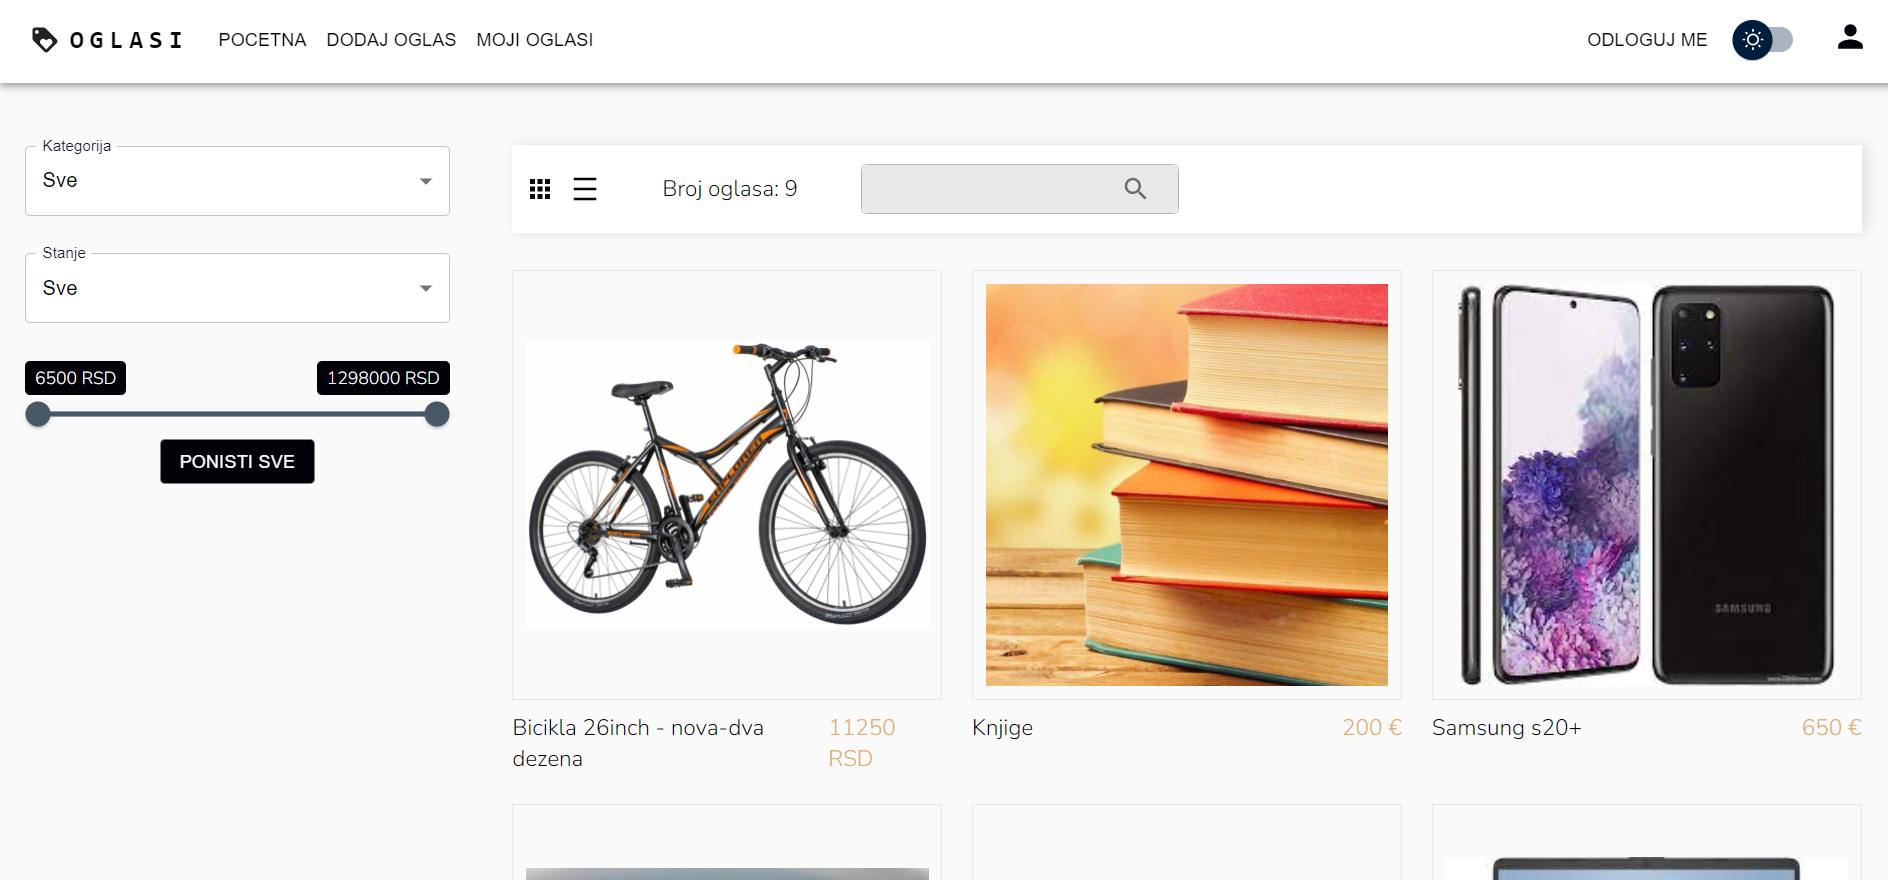 OGLASI
POCETNA
DODAJ OGLAS
MOJI OGLASI
ODLOGUJ ME
Kategorija
Sve
Stanje
Sve
6500 RSD
1298000 RSD
PONISTI SVE
Broj oglasa: 9
EXPLORER
SAMSUNG
Bicikla 26inch - nova-dva
dezena
11250
RSD
Knjige
200 €
Samsung s20+
650 €